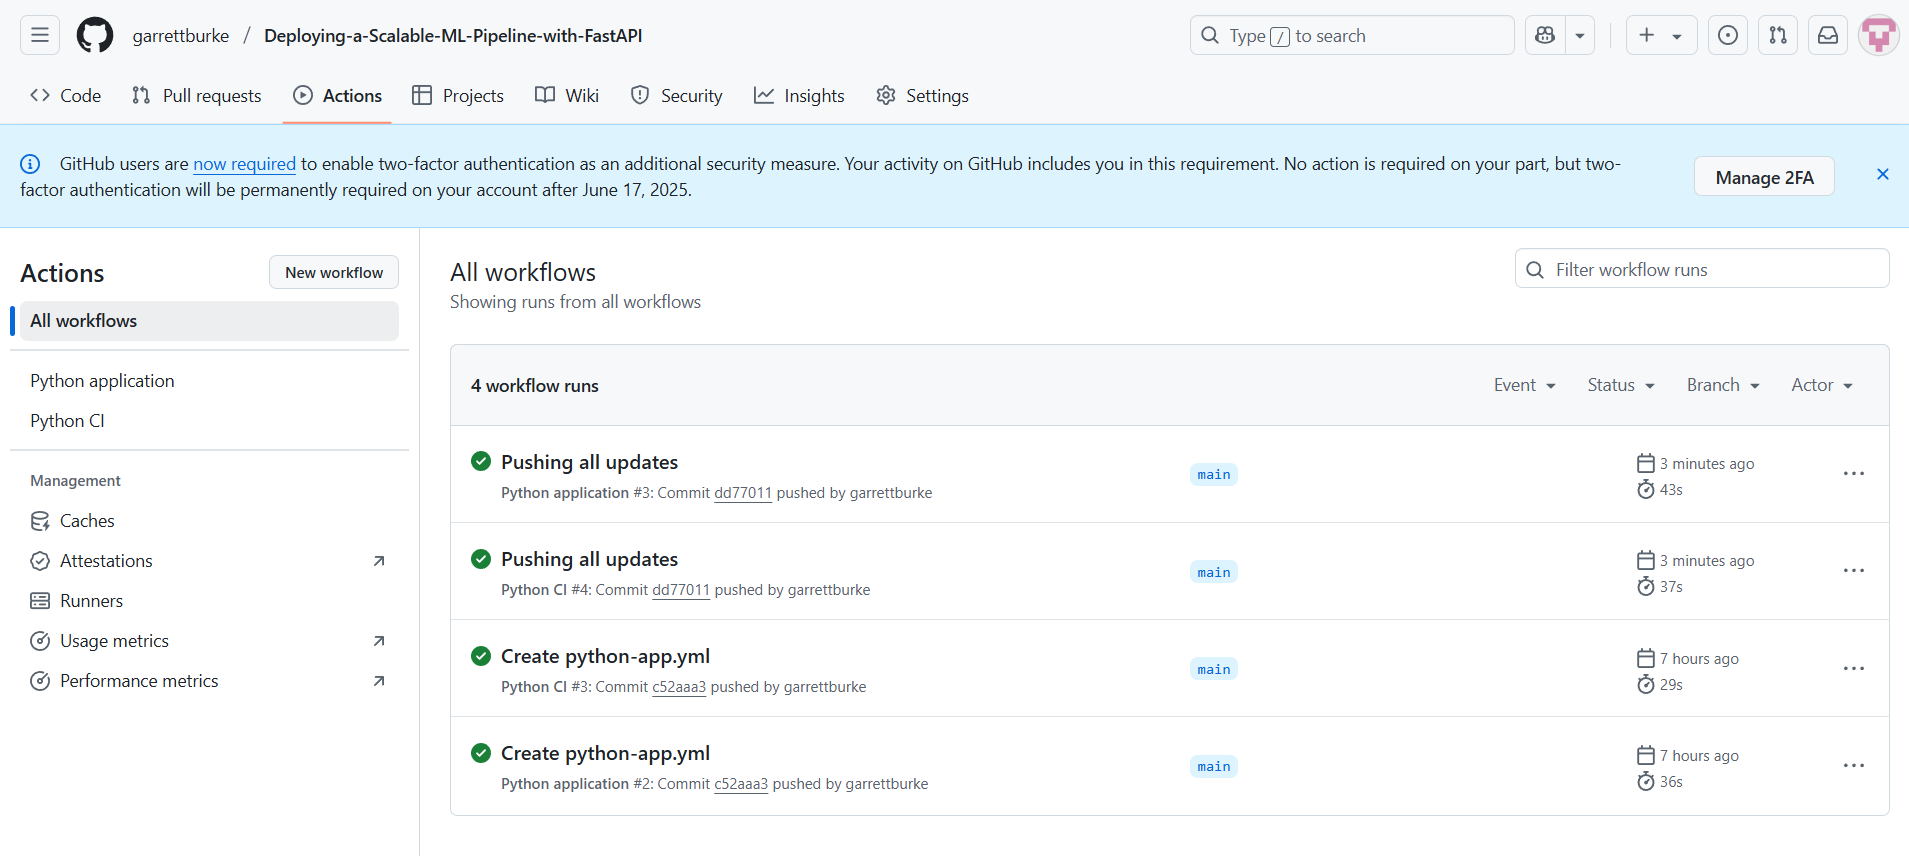 garrettburke / Deploying-a-Scalable-ML-Pipeline-with-FastAPI
Type / to search
Code
Pull requests
Actions
Projects
Wiki
Security
Insights
Settings
GitHub users are now required to enable two-factor authentication as an additional security measure. Your activity on GitHub includes you in this requirement. No action is required on your part, but two-
factor authentication will be permanently required on your account after June 17, 2025.
Manage 2FA
Actions
New workflow
All workflows
Python application
Python CI
Management
Caches
Attestations
Runners
Usage metrics
Performance metrics
All workflows
Showing runs from all workflows
Filter workflow runs
4 workflow runs
Event
Status
Branch
Actor
Pushing all updates
Python application #3: Commit dd77011 pushed by garrettburke
main
3 minutes ago
43s
Pushing all updates
Python CI #4: Commit dd77011 pushed by garrettburke
main
3 minutes ago
37s
Create python-app.yml
Python CI #3: Commit c52aaa3 pushed by garrettburke
main
7 hours ago
29s
Create python-app.yml
Python application #2: Commit c52aaa3 pushed by garrettburke
main
7 hours ago
36s